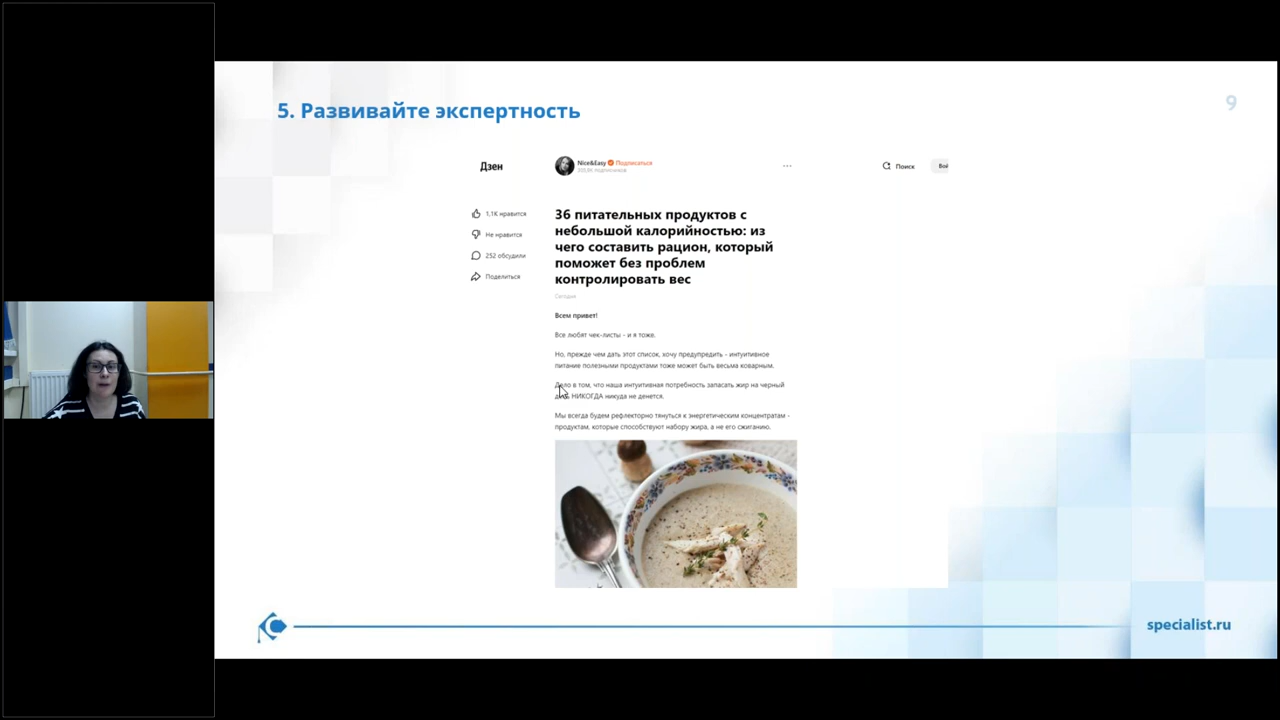 5. Развивайте экспертность
9
Дзен
Nice&Easy Подписаться
Поиск
Вой
1,1K нравится
Не нравится
252 обсудили
Поделиться
36 питательных продуктов с
небольшой калорийностью: из
чего составить рацион, который
поможет без проблем
контролировать вес
Сегодня
Всем привет!
Все любят чек-листы - и я тоже.
Но, прежде чем дать этот список, хочу предупредить - интуитивное
питание полезными продуктами тоже может быть весьма коварным.
Дело в том, что наша интуитивная потребность запасать жир на черный
день НИКОГДА никуда не денется.
Мы всегда будем рефлекторно тянуться к энергетическим концентратам -
продуктам, которые способствуют набору жира, а не его сжиганию.
specialist.ru